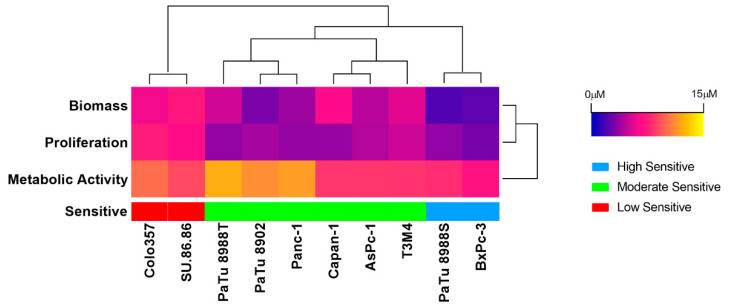 0μM 15μM
Biomass
Proliferation
Metabolic Activity
Sensitive
High Sensitive
Moderate Sensitive
Low Sensitive
Colo357
SU.86.86
PaTu 8988T
PaTu 8902
Panc-1
Capan-1
AsPc-1
T3M4
PaTu 8988S
BxPc-3